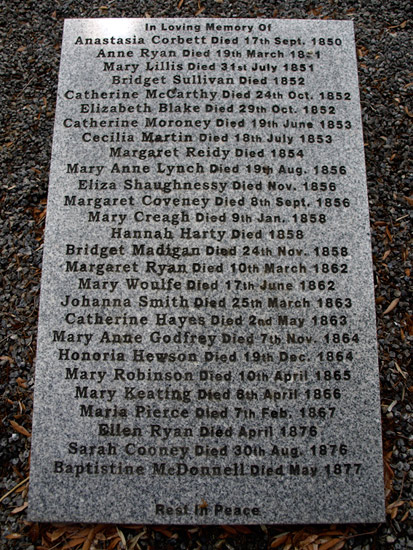 In Loving Memory Of
Anastasia Corbett Died 17th Sept. 1850
Anne Ryan Died 19th March 1851
Mary Lillis Died 31st July 1851
Bridget Sullivan Died 1852
Catherine McCarthy Died 24th Oct. 1852
Elizabeth Blake Died 29th Oct. 1852
Catherine Moroney Died 19th June 1853
Cecilia Martin Died 18th July 1853
Margaret Reidy Died 1854
Mary Anne Lynch Died 19th Aug. 1856
Eliza Shaughnessy Died Nov. 1856
Margaret Coveney Died 8th Sept. 1856
Mary Creagh Died 9th Jan. 1858
Hannah Harty Died 1858
Bridget Madigan Died 24th Nov. 1858
Margaret Ryan Died 10th March 1862
Mary Woulfe Died 17th June 1862
Johanna Smith Died 25th March 1863
Catherine Hayes Died 2nd May 1863
Mary Anne Godfrey Died 7th Nov. 1864
Honoria Hewson Died 19th Dec. 1864
Mary Robinson Died 10th April 1865
Mary Keating Died 8th April 1866
Maria Pierce Died 7th Feb. 1867
Ellen Ryan Died April 1876
Sarah Cooney Died 30th Aug. 1876
Baptistine McDonnell Died May 1877
Rest in Peace